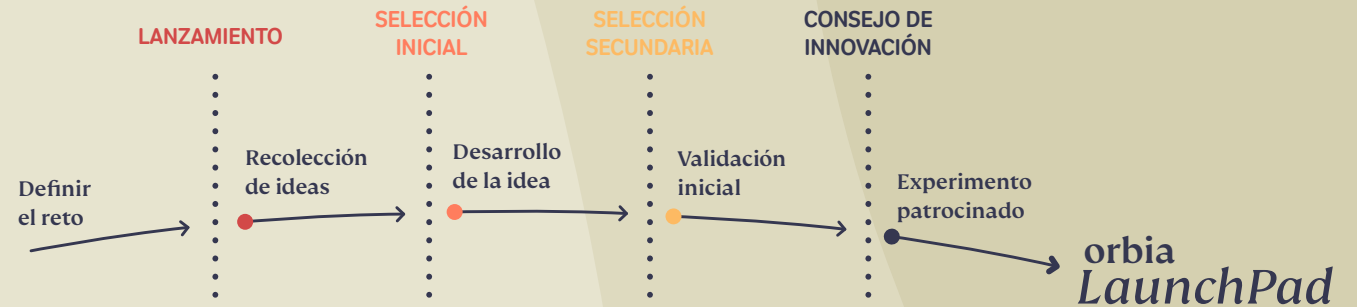 LANZAMIENTO
SELECCIÓN
INICIAL
SELECCIÓN
SECUNDARIA
CONSEJO DE
INNOVACIÓN
Definir
el reto
Recolección
de ideas
Desarrollo
de la idea
Validación
inicial
Experimento
patrocinado
orbia
LaunchPad